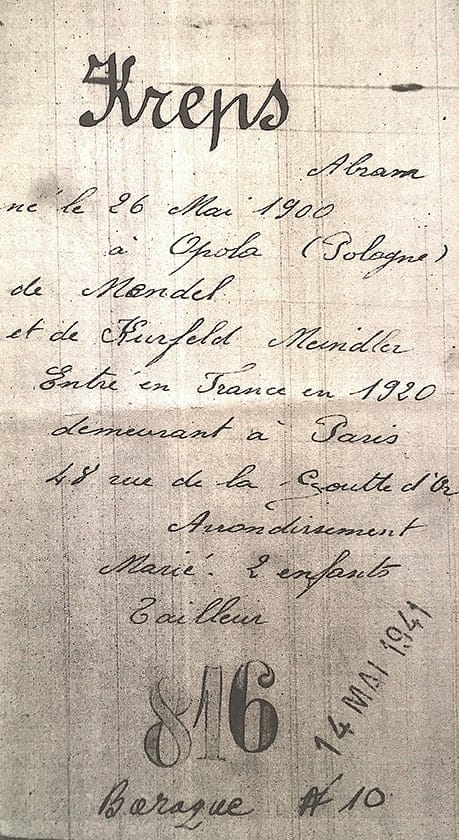 Kreps
Abram
né le 26 Mai 1900
à Opola (Pologne)
de Mendel
et de Kurfeld Meindler
Entré en France en 1920
demeurant à Paris
48 rue de la Goutte d'Or
Arrondissement
Marié. 2 enfants
Tailleur
816
14 MAI 1941
Baraque N 10